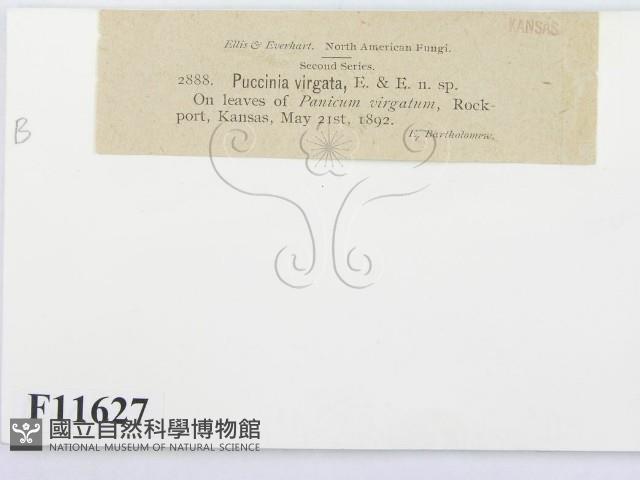 KANSAS
Ellis & Everhart. North American Fungi.
Second Series.
2888. Puccinia virgata, E. & E. n. sp.
On leaves of Panicum virgatum, Rock-
port, Kansas, May 21st, 1892.
E. Bartholomew.
B
F11627
國立自然科學博物館
NATIONAL MUSEUM OF NATURAL SCIENCE